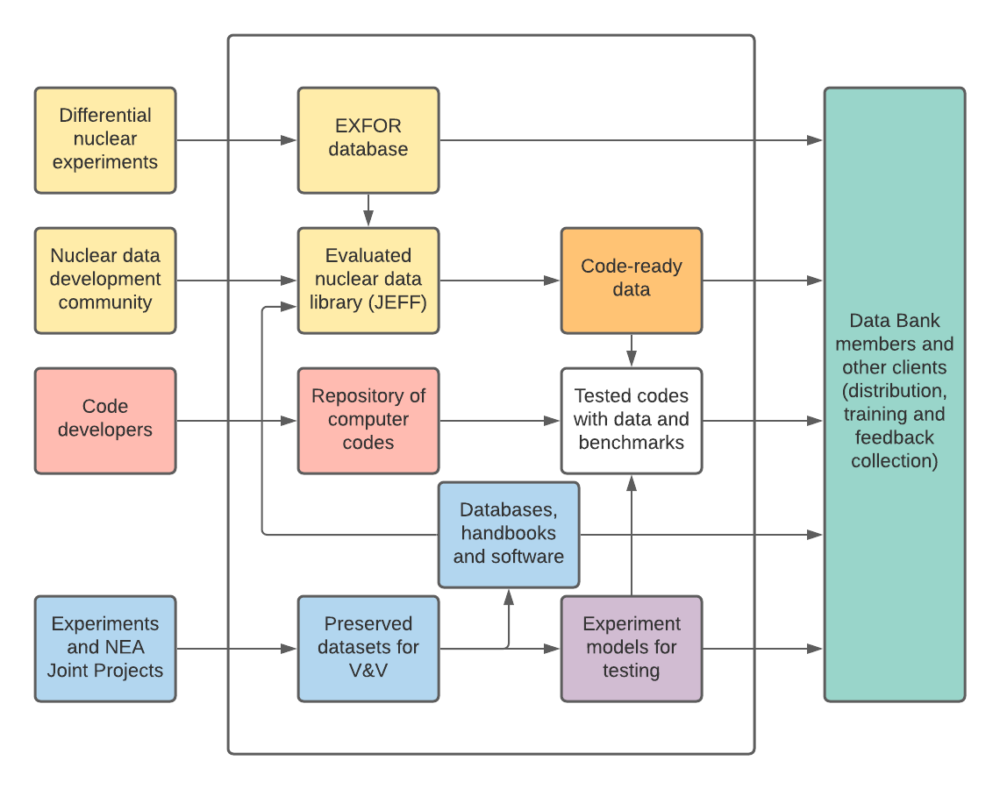 Differential
nuclear
experiments
EXFOR
database
Nuclear data
development
community
Evaluated
nuclear data
library (JEFF)
Code-ready
data
Code
developers
Repository of
computer
codes
Tested codes
with data and
benchmarks
Databases,
handbooks
and software
Experiments
and NEA
Joint Projects
Preserved
datasets for
V&V
Experiment
models for
testing
Data Bank
members and
other clients
(distribution,
training and
feedback
collection)